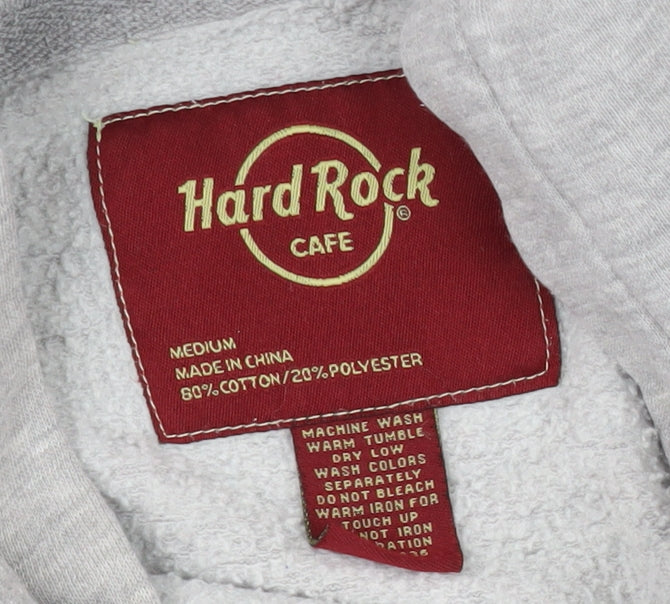 Hard Rock
®
CAFE
MEDIUM
MADE IN CHINA
80% COTTON/20% POLYESTER
MACHINE WASH
WARM TUMBLE
DRY LOW
WASH COLORS
SEPARATELY
DO NOT BLEACH
WARM IRON FOR
TOUCH UP
NOT IRON